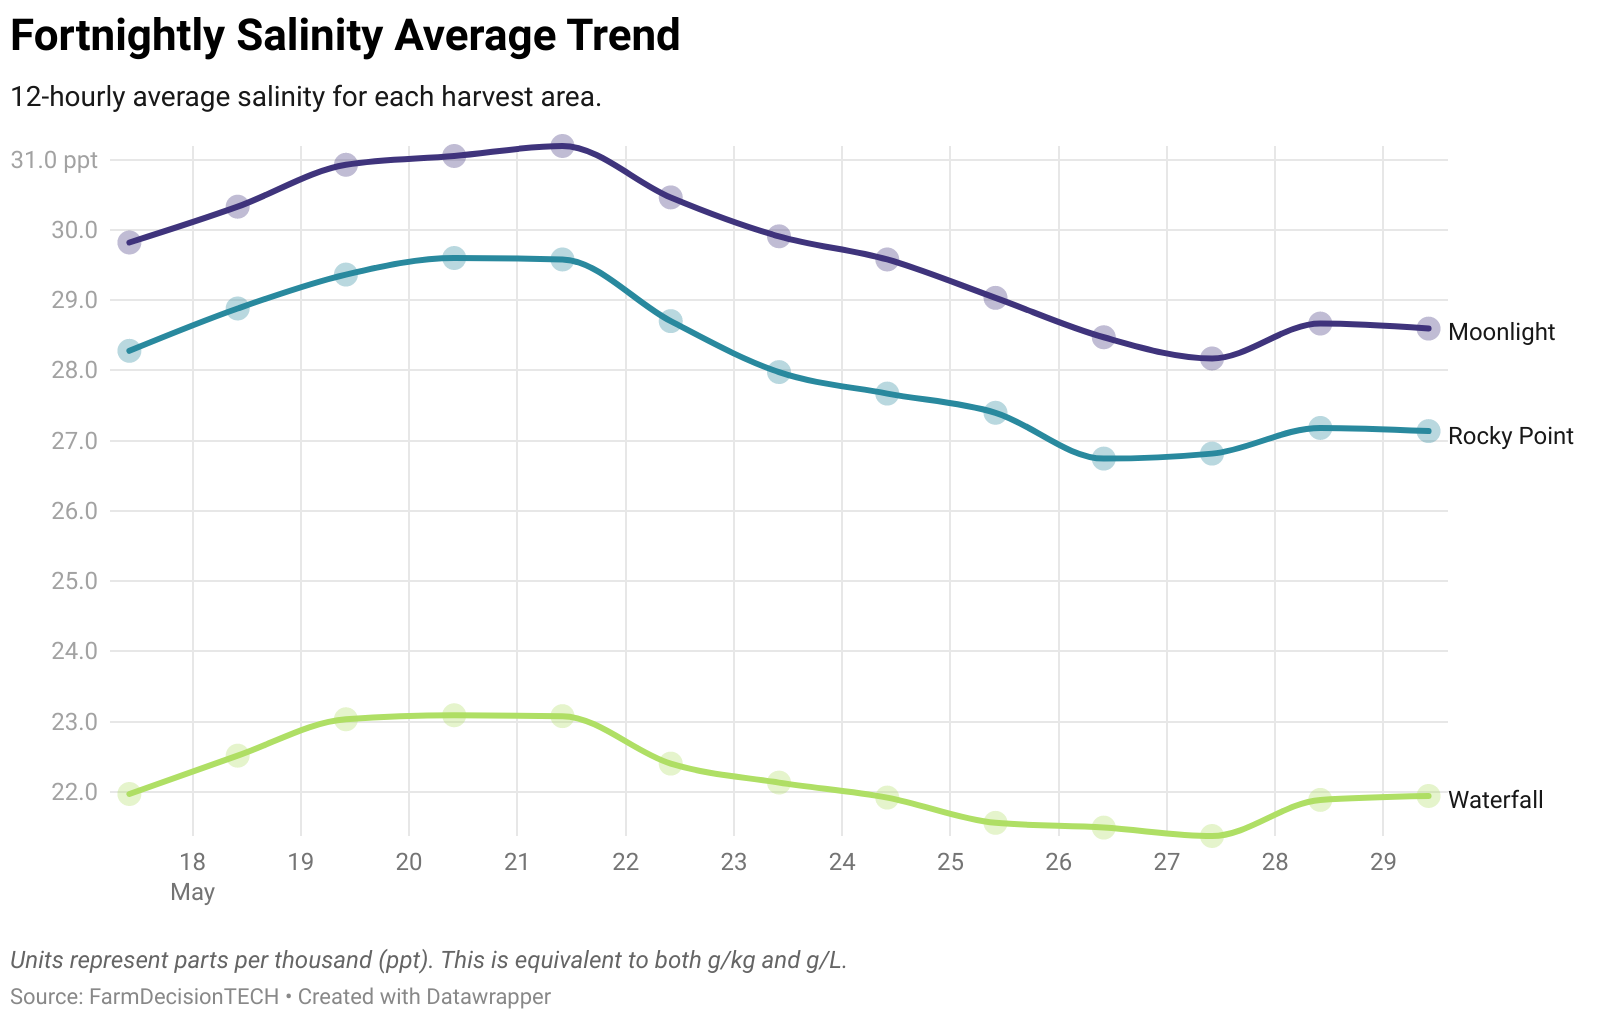 Fortnightly Salinity Average Trend
12-hourly average salinity for each harvest area.
31.0 ppt
30.0
29.0
28.0
27.0
26.0
25.0
24.0
23.0
22.0
Moonlight
Rocky Point
Waterfall
18 19 20 21 22 23 24 25 26 27 28 29
May
Units represent parts per thousand (ppt). This is equivalent to both g/kg and g/L.
Source: FarmDecisionTECH • Created with Datawrapper